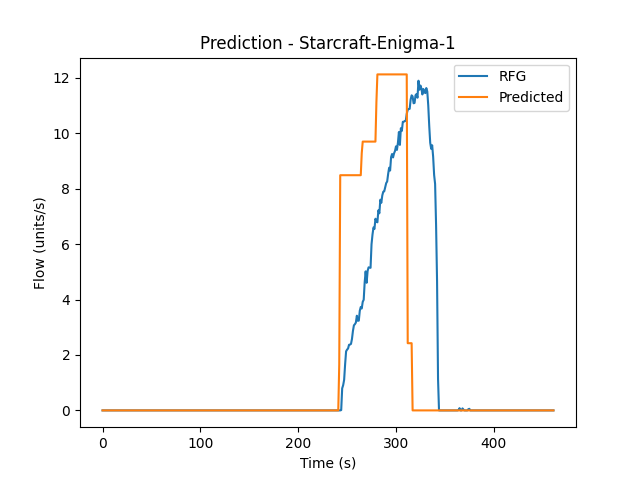 Prediction - Starcraft-Enigma-1
RFG
Predicted
Flow (units/s)
12
10
8
6
4
2
0
0 100 200 300 400
Time (s)